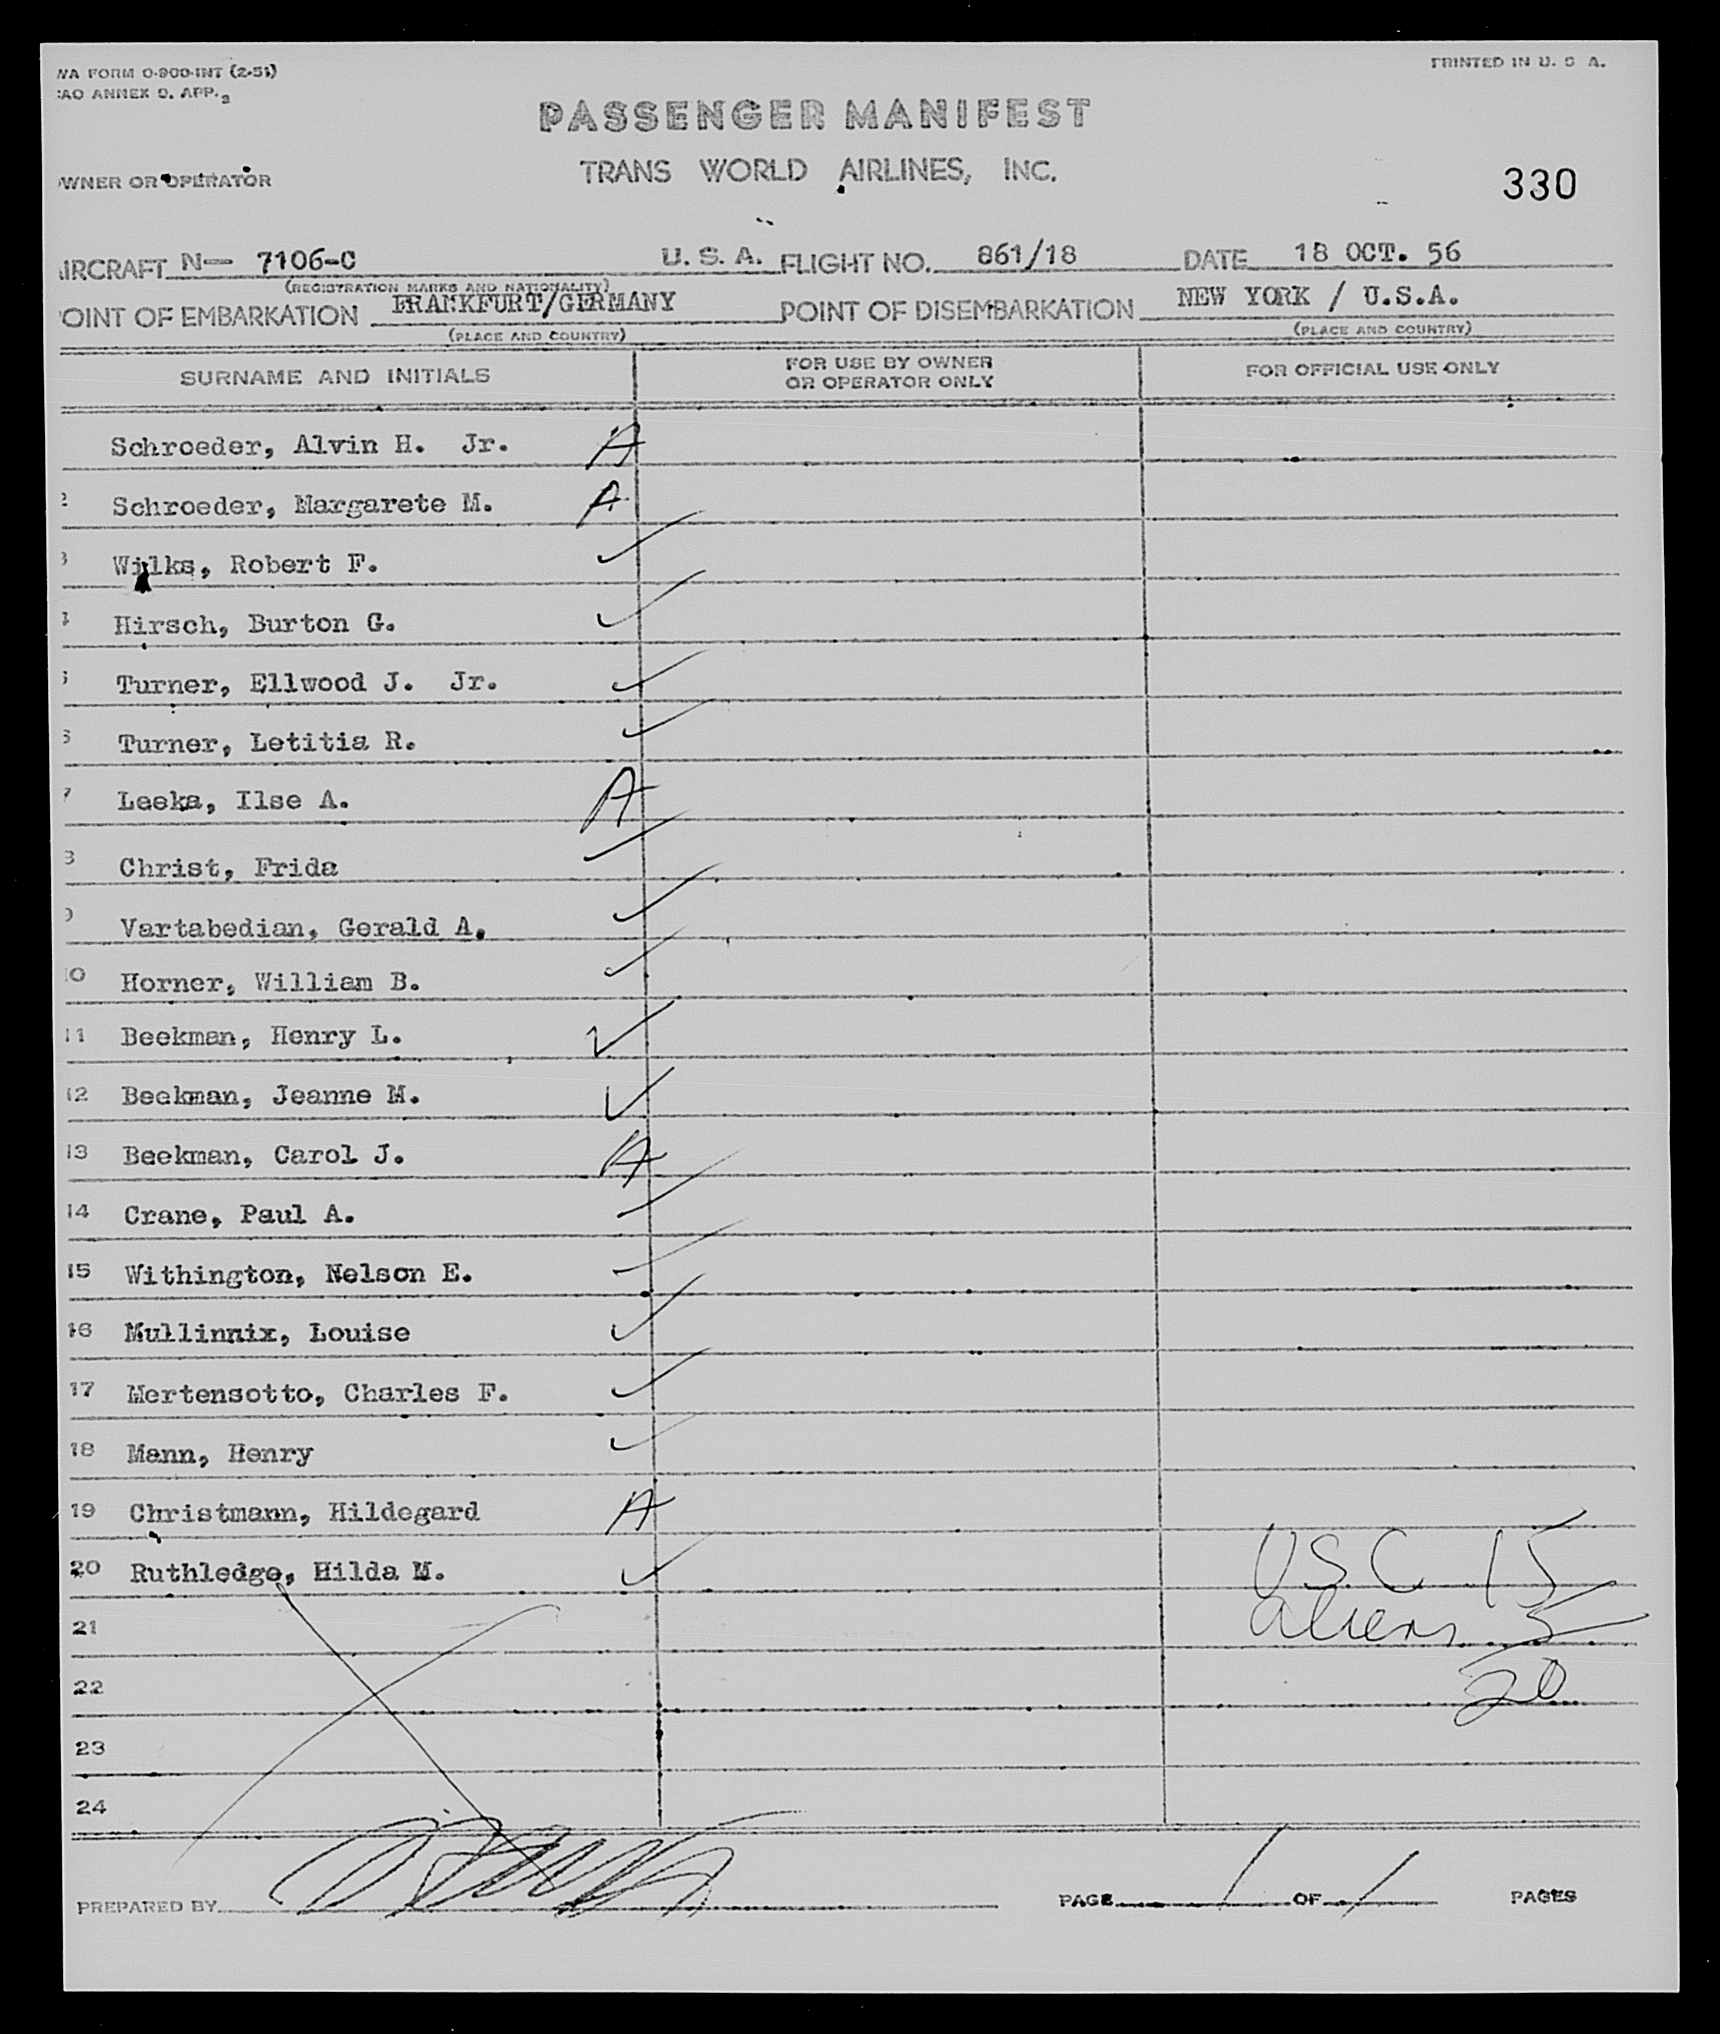 WA FORM O-900-INT (2-51)
PRINTED IN U. S A.
CAO ANNEX 9. APP. 3
PASSENGER MANIFEST
TRANS WORLD AIRLINES, INC.
OWNER OR OPERATOR
330
AIRCRAFT N— 7106-C U. S. A. FLIGHT NO. 861/18 DATE 18 OCT. 56
(REGISTRATION MARKS AND NATIONALITY)
POINT OF EMBARKATION FRANKFURT/GERMANY POINT OF DISEMBARKATION NEW YORK / U.S.A.
(PLACE AND COUNTRY) (PLACE AND COUNTRY)
SURNAME AND INITIALS FOR USE BY OWNER OR OPERATOR ONLY FOR OFFICIAL USE ONLY
Schroeder, Alvin H. Jr. A
2 Schroeder, Margarete M. A
3 Wilks, Robert F. ✓
4 Hirsch, Burton G. ✓
5 Turner, Ellwood J. Jr. ✓
6 Turner, Letitia R. ✓
7 Leeka, Ilse A. A
8 Christ, Frida ✓
9 Vartabedian, Gerald A. ✓
10 Horner, William B. ✓
11 Beekman, Henry L. ✓
12 Beekman, Jeanne M. ✓
13 Beekman, Carol J. A
14 Crane, Paul A. ✓
15 Withington, Nelson E. ✓
16 Mullinnix, Louise ✓
17 Mertensotto, Charles F. ✓
18 Mann, Henry ✓
19 Christmann, Hildegard A
20 Ruthledge, Hilda M. ✓
USC 15
21 aliens 5
22 20
23
24
PREPARED BY PAGE 1 OF 1 PAGES